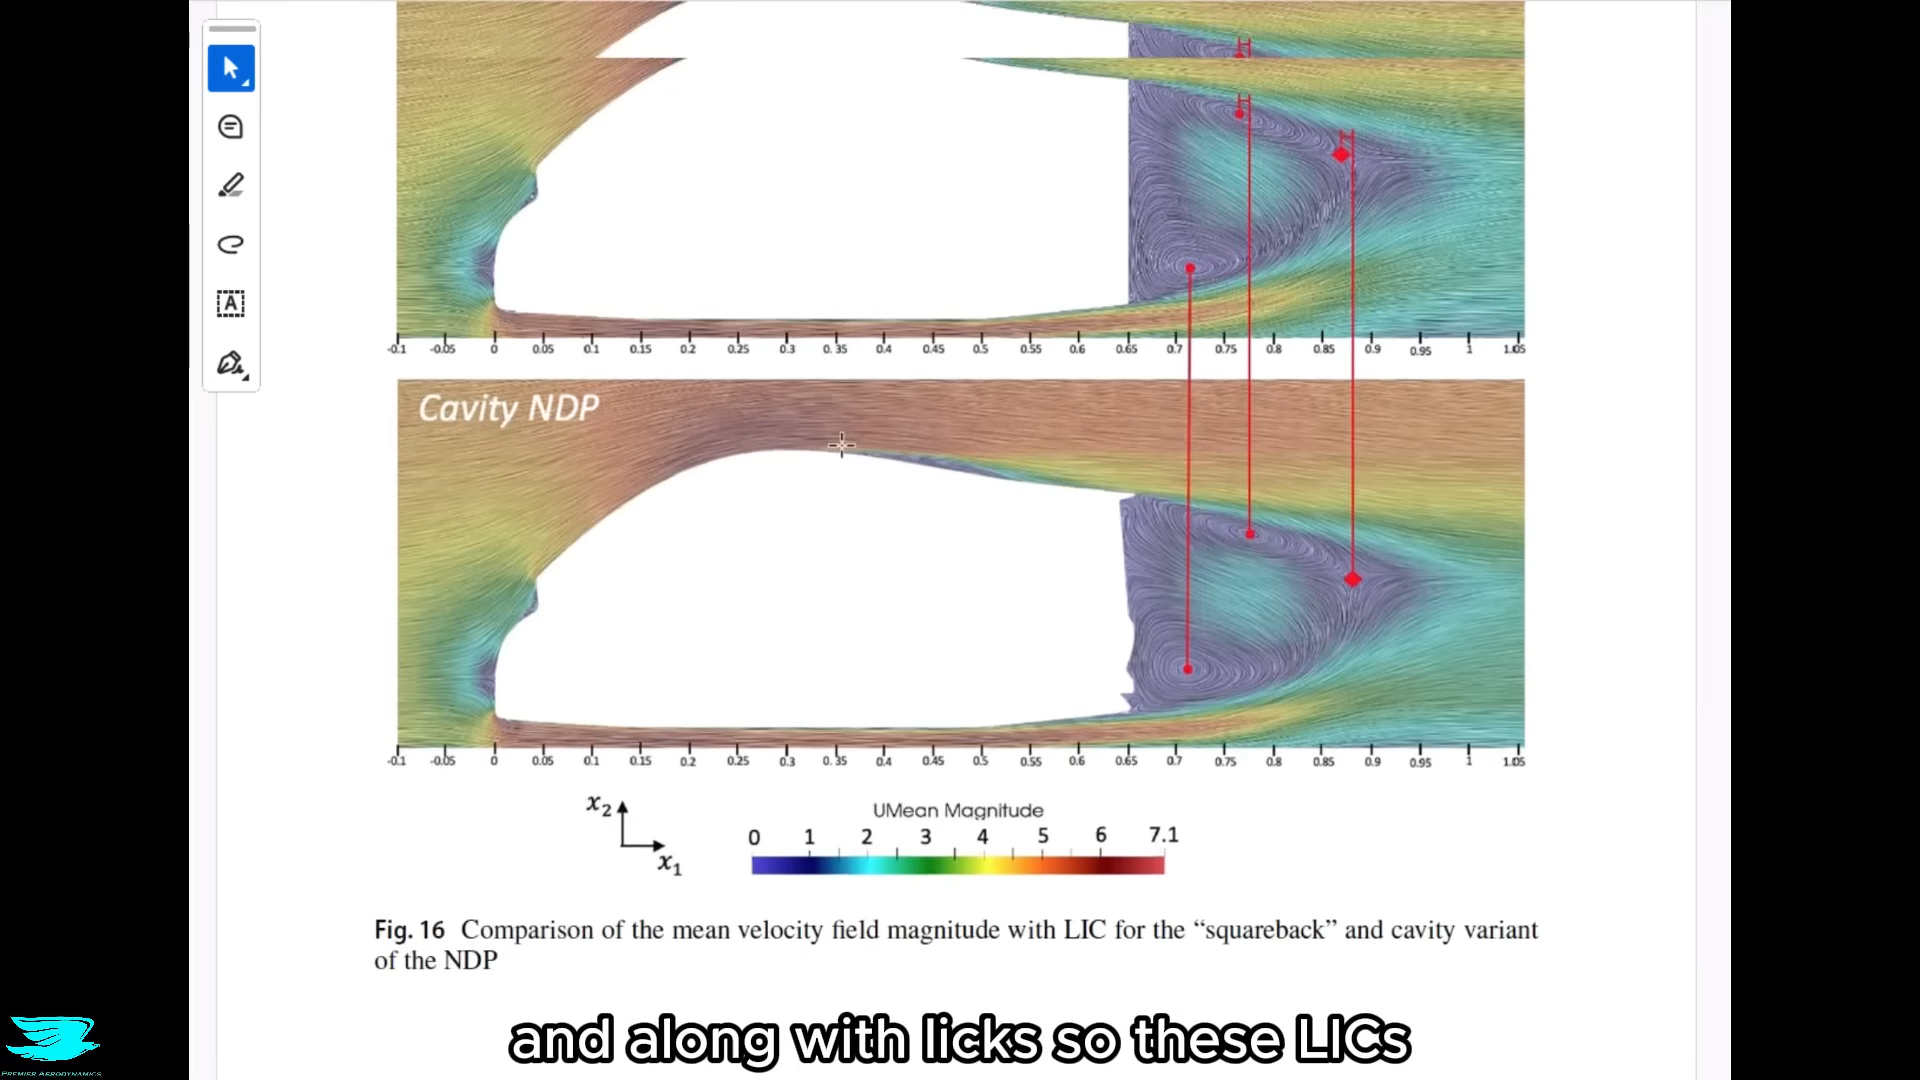 -0.1 -0.05 0 0.05 0.1 0.15 0.2 0.25 0.3 0.35 0.4 0.45 0.5 0.55 0.6 0.65 0.7 0.75 0.8 0.85 0.9 0.95 1 1.05
Cavity NDP
-0.1 -0.05 0 0.05 0.1 0.15 0.2 0.25 0.3 0.35 0.4 0.45 0.5 0.55 0.6 0.65 0.7 0.75 0.8 0.85 0.9 0.95 1 1.05
x2
x1
UMean Magnitude
0 1 2 3 4 5 6 7.1
Fig. 16 Comparison of the mean velocity field magnitude with LIC for the “squareback” and cavity variant
of the NDP
and along with licks so these LICs
PREMIER AERODYNAMICS
A